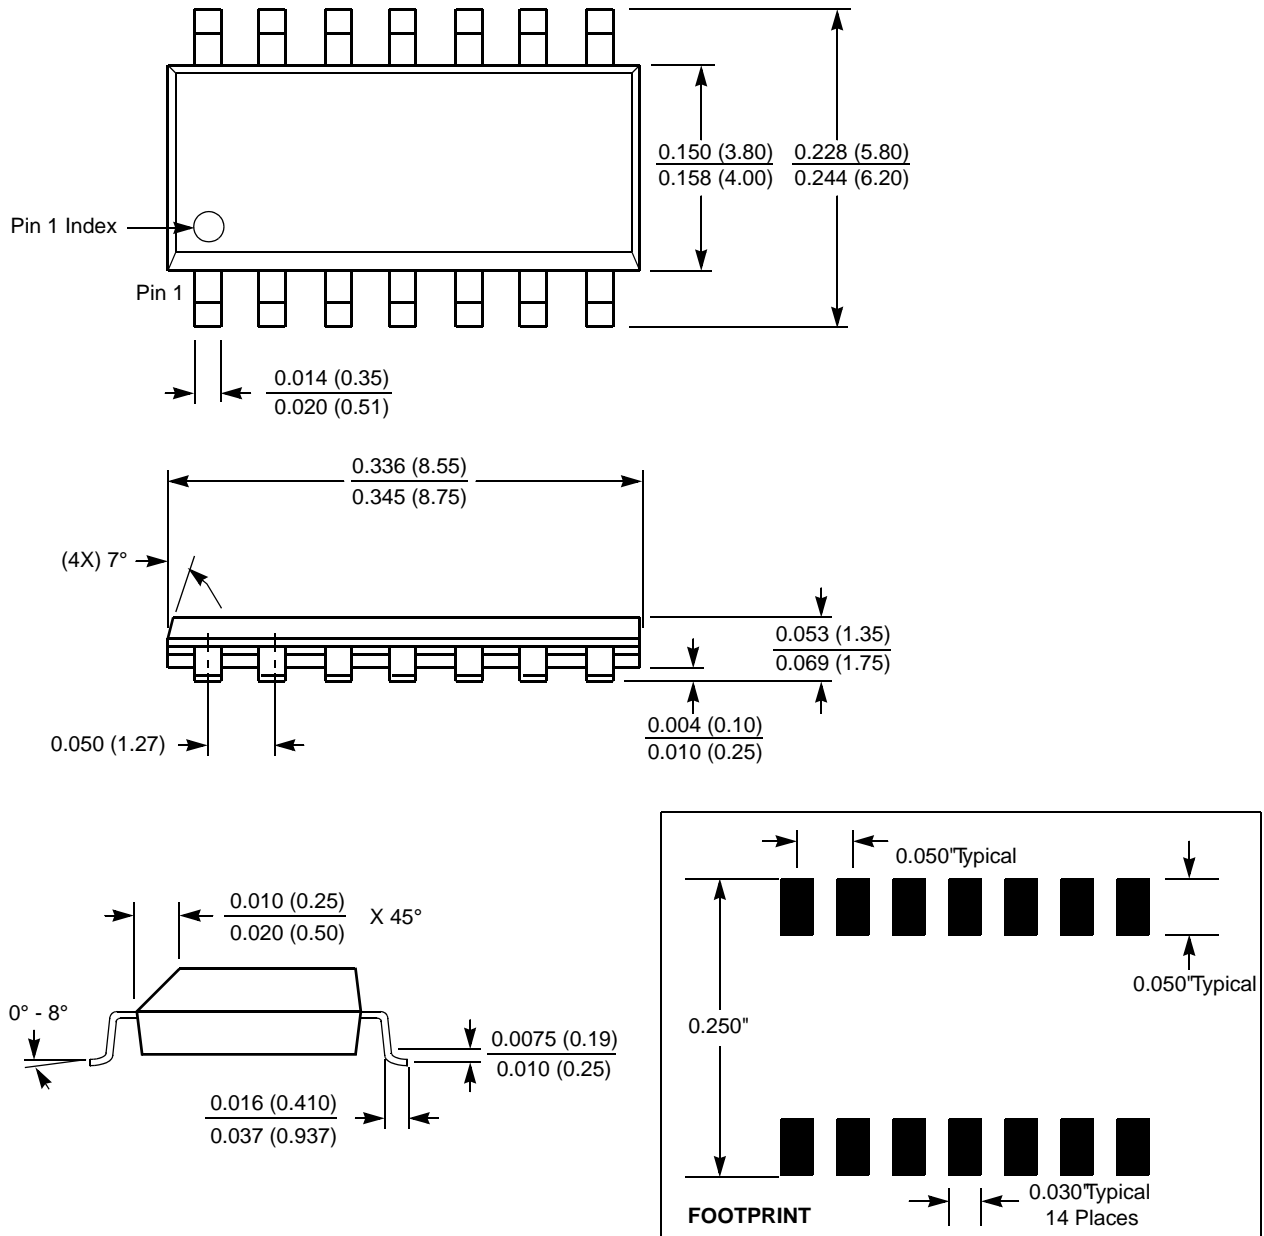 0.150 (3.80)
0.158 (4.00)
0.228 (5.80)
0.244 (6.20)
Pin 1 Index
Pin 1
0.014 (0.35)
0.020 (0.51)
0.336 (8.55)
0.345 (8.75)
(4X) 7°
0.053 (1.35)
0.069 (1.75)
0.004 (0.10)
0.010 (0.25)
0.050 (1.27)
0.010 (0.25)
0.020 (0.50)
X 45°
0° - 8°
0.0075 (0.19)
0.010 (0.25)
0.016 (0.410)
0.037 (0.937)
0.050"Typical
0.050"Typical
0.250"
0.030"Typical
14 Places
FOOTPRINT